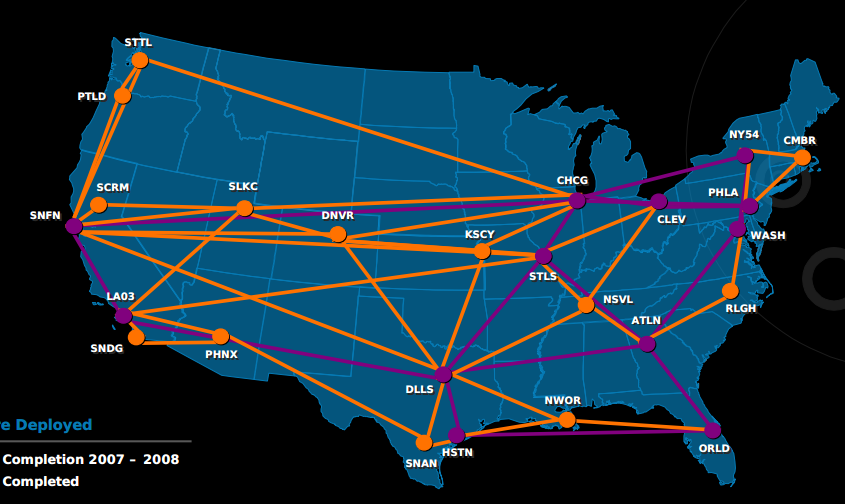 STTL
PTLD
NY54
CMBR
CHCG
SCRM
SLKC
PHLA
SNFN
DNVR
CLEV
KSCY
WASH
STLS
LA03
NSVL
RLGH
ATLN
SNDG
PHNX
DLLS
NWOR
ORLD
HSTN
SNAN
e Deployed
Completion 2007 – 2008
Completed